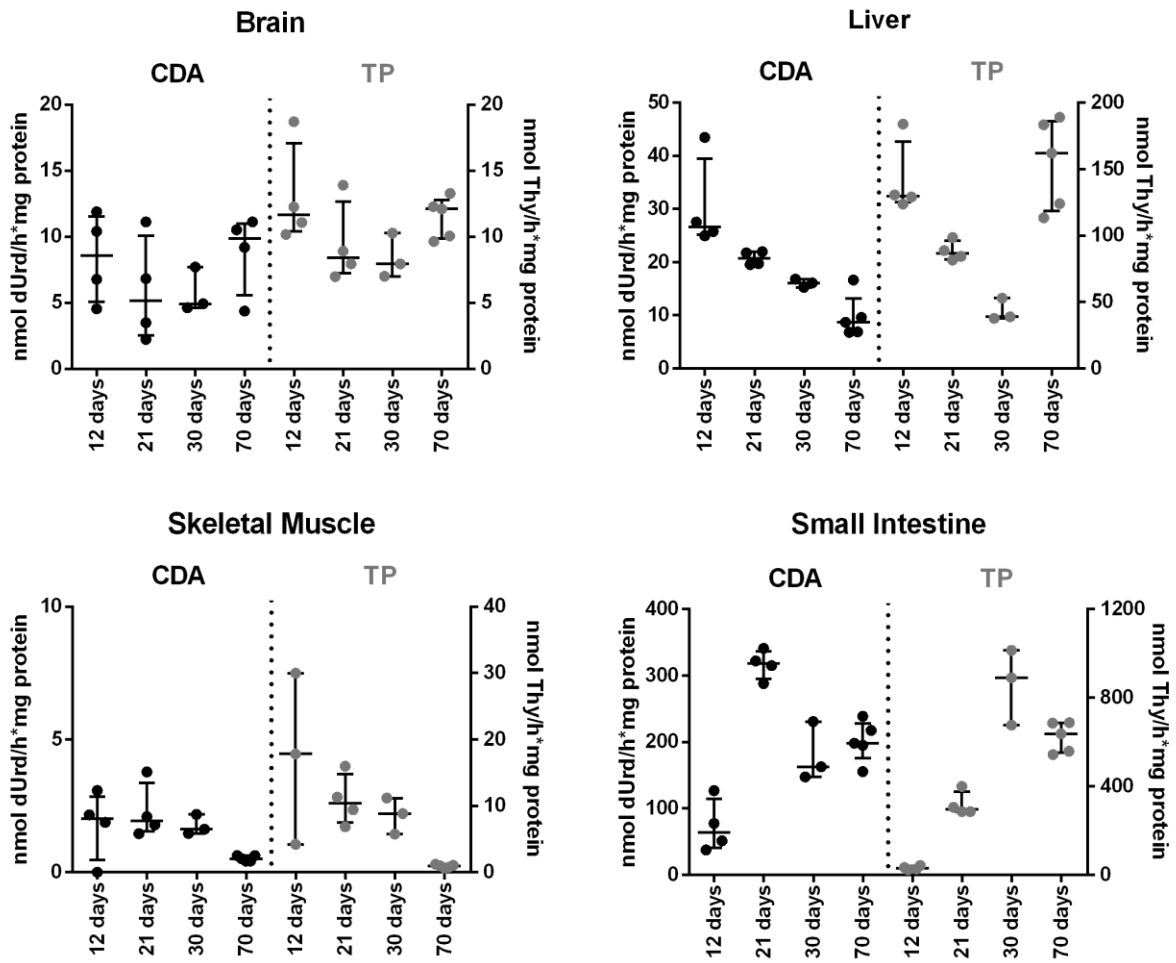 Brain
CDA TP
nmol dUrd/h*mg protein
20
15
10
5
0
20
15
10
5
0
nmol Thy/h*mg protein
12 days
21 days
30 days
70 days
12 days
21 days
30 days
70 days
Liver
CDA TP
nmol dUrd/h*mg protein
50
40
30
20
10
0
200
150
100
50
0
nmol Thy/h*mg protein
12 days
21 days
30 days
70 days
12 days
21 days
30 days
70 days
Skeletal Muscle
CDA TP
nmol dUrd/h*mg protein
10
5
0
40
30
20
10
0
nmol Thy/h*mg protein
12 days
21 days
30 days
70 days
12 days
21 days
30 days
70 days
Small Intestine
CDA TP
nmol dUrd/h*mg protein
400
300
200
100
0
1200
800
400
0
nmol Thy/h*mg protein
12 days
21 days
30 days
70 days
12 days
21 days
30 days
70 days